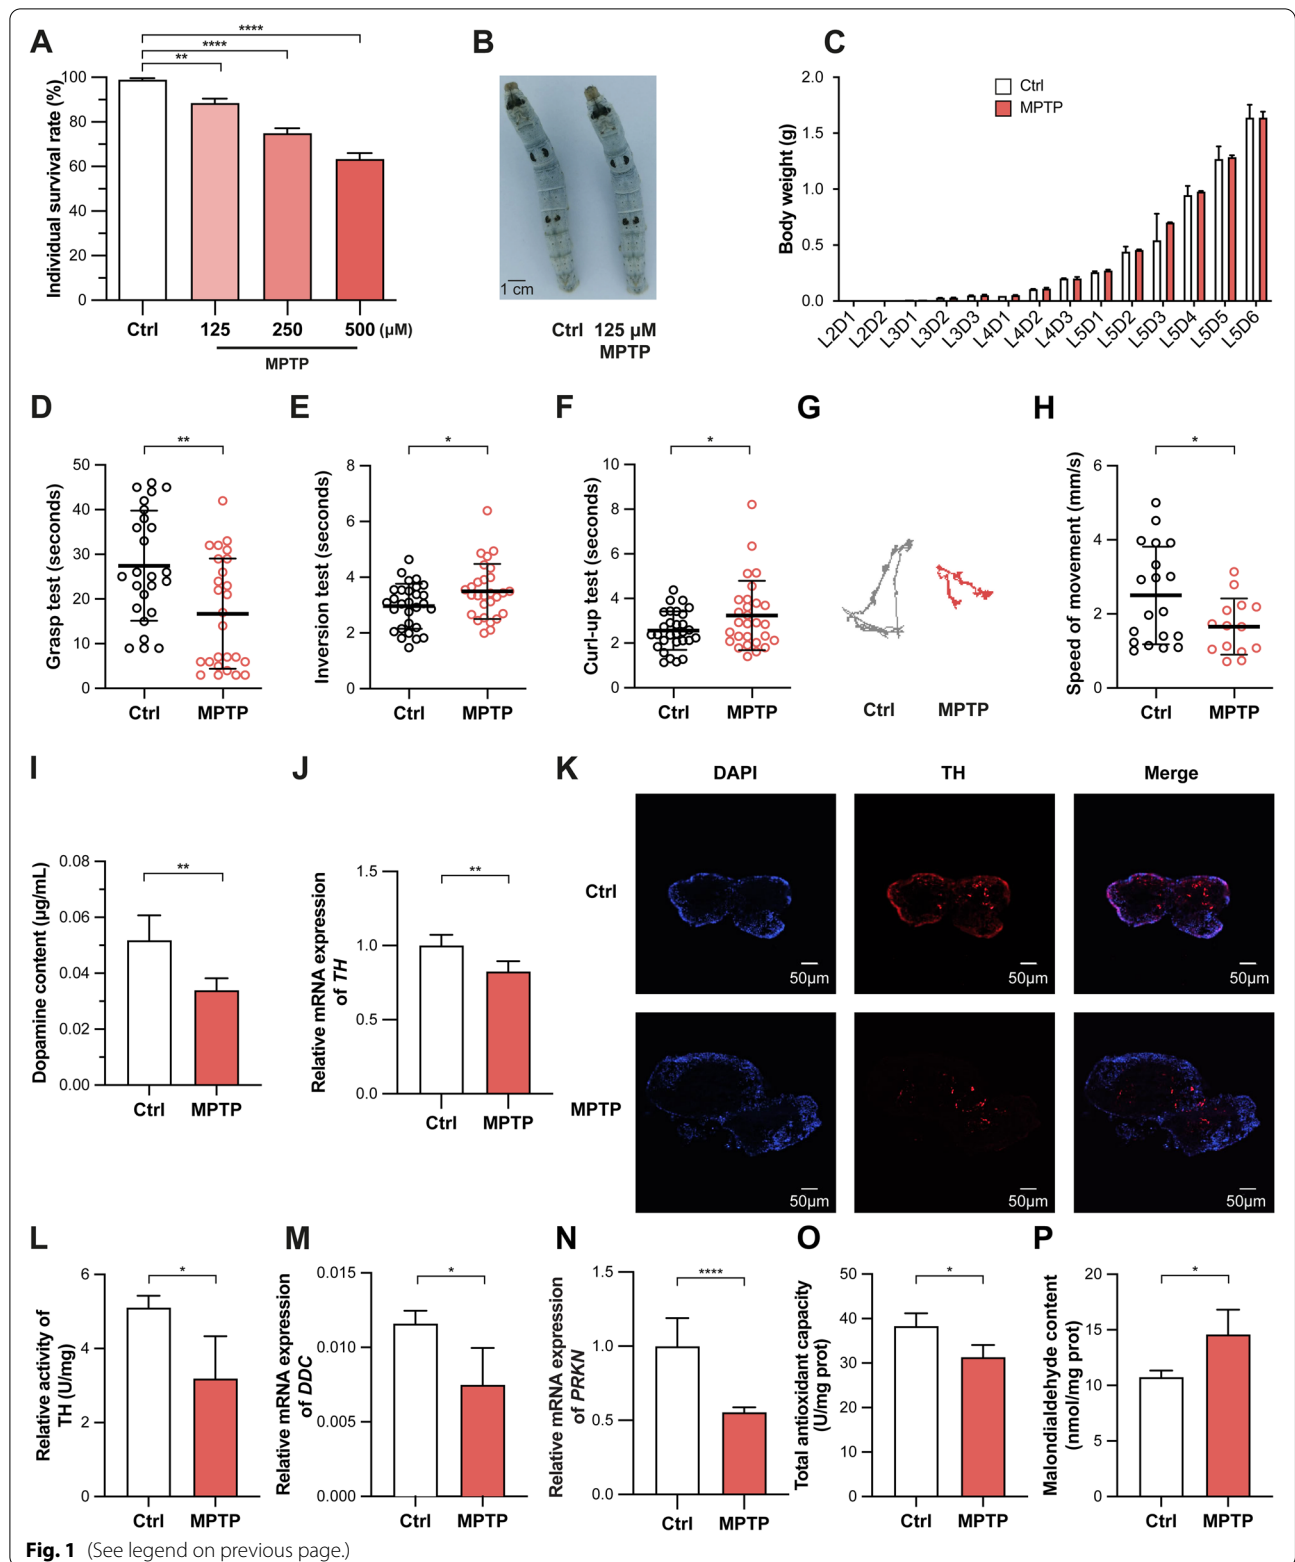 A
B
C
**
****
****
Individual survival rate (%)
100
80
60
40
20
0
Ctrl
125
250
500 (μM)
MPTP
1 cm
Ctrl 125 μM
MPTP
Ctrl
MPTP
Body weight (g)
2.0
1.5
1.0
0.5
0.0
L2D1
L2D2
L3D1
L3D2
L3D3
L4D1
L4D2
L4D3
L5D1
L5D2
L5D3
L5D4
L5D5
L5D6
D
E
F
G
H
**
Grasp test (seconds)
50
40
30
20
10
0
Ctrl
MPTP
*
Inversion test (seconds)
8
6
4
2
0
Ctrl
MPTP
*
Curl-up test (seconds)
10
8
6
4
2
0
Ctrl
MPTP
Ctrl
MPTP
*
Speed of movement (mm/s)
6
4
2
0
Ctrl
MPTP
I
J
K
**
Dopamine content (μg/mL)
0.08
0.06
0.04
0.02
0.00
Ctrl
MPTP
**
Relative mRNA expression
of TH
1.5
1.0
0.5
0.0
Ctrl
MPTP
DAPI
TH
Merge
Ctrl
50μm
50μm
50μm
MPTP
50μm
50μm
50μm
L
M
N
O
P
*
Relative activity of
TH (U/mg)
6
4
2
0
Ctrl
MPTP
*
Relative mRNA expression
of DDC
0.015
0.010
0.005
0.000
Ctrl
MPTP
****
Relative mRNA expression
of PRKN
1.5
1.0
0.5
0.0
Ctrl
MPTP
*
Total antioxidant capacity
(U/mg prot)
50
40
30
20
10
0
Ctrl
MPTP
*
Malondialdehyde content
(nmol/mg prot)
20
15
10
5
0
Ctrl
MPTP
Fig. 1 (See legend on previous page.)